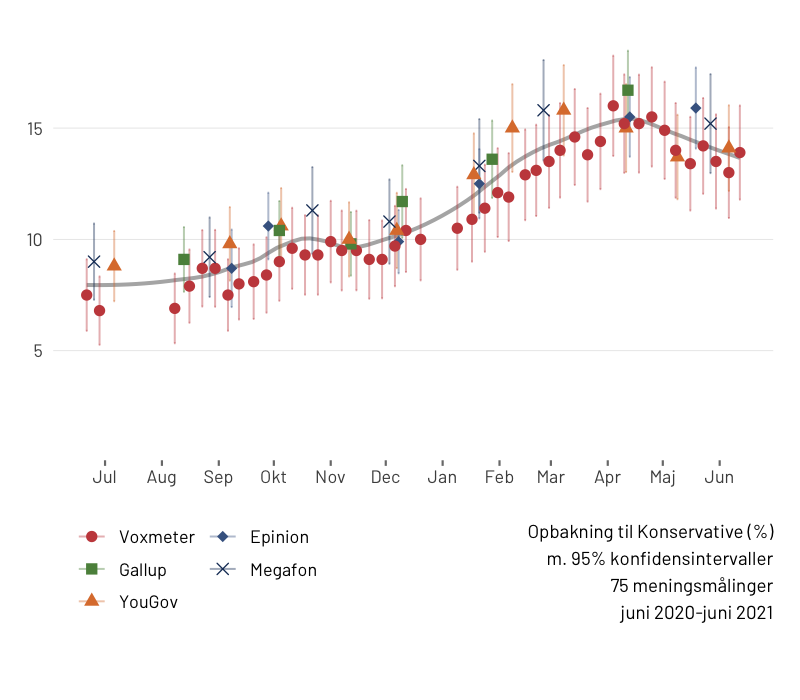 15
10
5
Jul Aug Sep Okt Nov Dec Jan Feb Mar Apr Maj Jun
Voxmeter Epinion
Gallup Megafon
YouGov
Opbakning til Konservative (%)
m. 95% konfidensintervaller
75 meningsmålinger
juni 2020-juni 2021